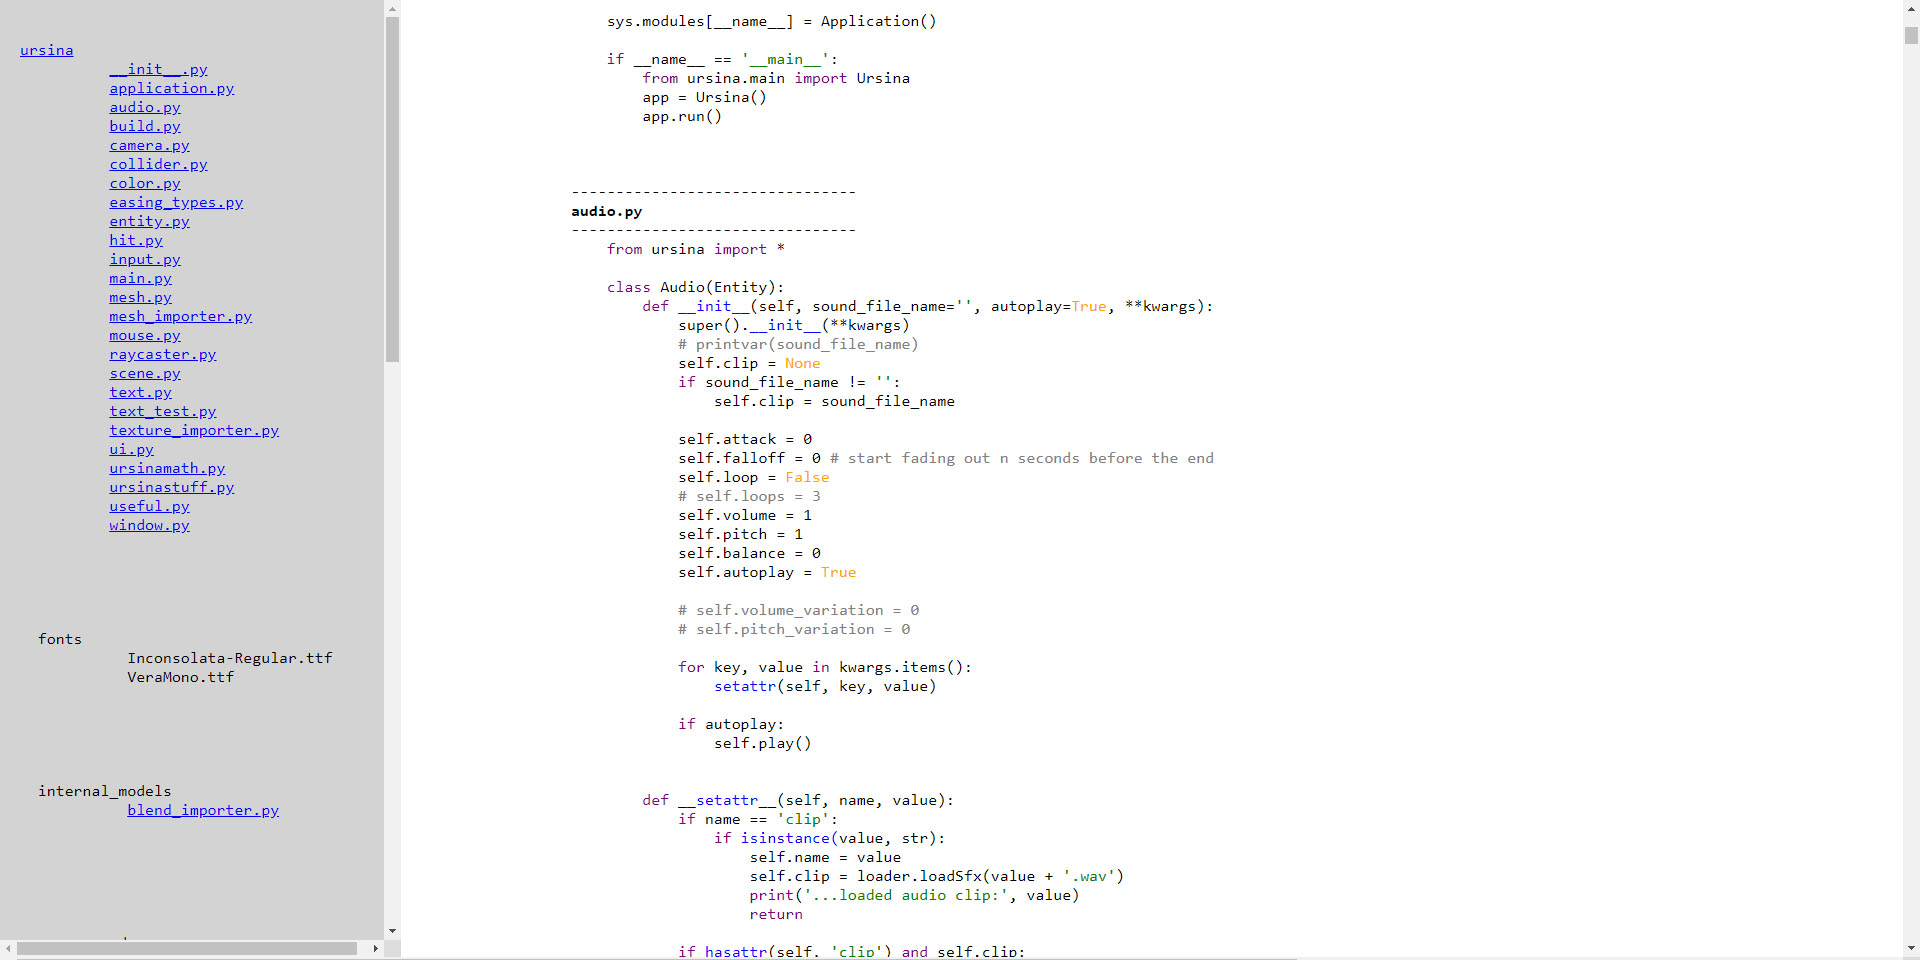 ursina
__init__.py
application.py
audio.py
build.py
camera.py
collider.py
color.py
easing_types.py
entity.py
hit.py
input.py
main.py
mesh.py
mesh_importer.py
mouse.py
raycaster.py
scene.py
text.py
text_test.py
texture_importer.py
ui.py
ursinamath.py
ursinastuff.py
useful.py
window.py
fonts
Inconsolata-Regular.ttf
VeraMono.ttf
internal_models
blend_importer.py
sys.modules[__name__] = Application()
if __name__ == '__main__':
from ursina.main import Ursina
app = Ursina()
app.run()
--------------------------------
audio.py
--------------------------------
from ursina import *
class Audio(Entity):
def __init__(self, sound_file_name='', autoplay=True, **kwargs):
super().__init__(**kwargs)
# printvar(sound_file_name)
self.clip = None
if sound_file_name != '':
self.clip = sound_file_name
self.attack = 0
self.falloff = 0 # start fading out n seconds before the end
self.loop = False
# self.loops = 3
self.volume = 1
self.pitch = 1
self.balance = 0
self.autoplay = True
# self.volume_variation = 0
# self.pitch_variation = 0
for key, value in kwargs.items():
setattr(self, key, value)
if autoplay:
self.play()
def __setattr__(self, name, value):
if name == 'clip':
if isinstance(value, str):
self.name = value
self.clip = loader.loadSfx(value + '.wav')
print('...loaded audio clip:', value)
return
if hasattr(self, 'clip') and self.clip: